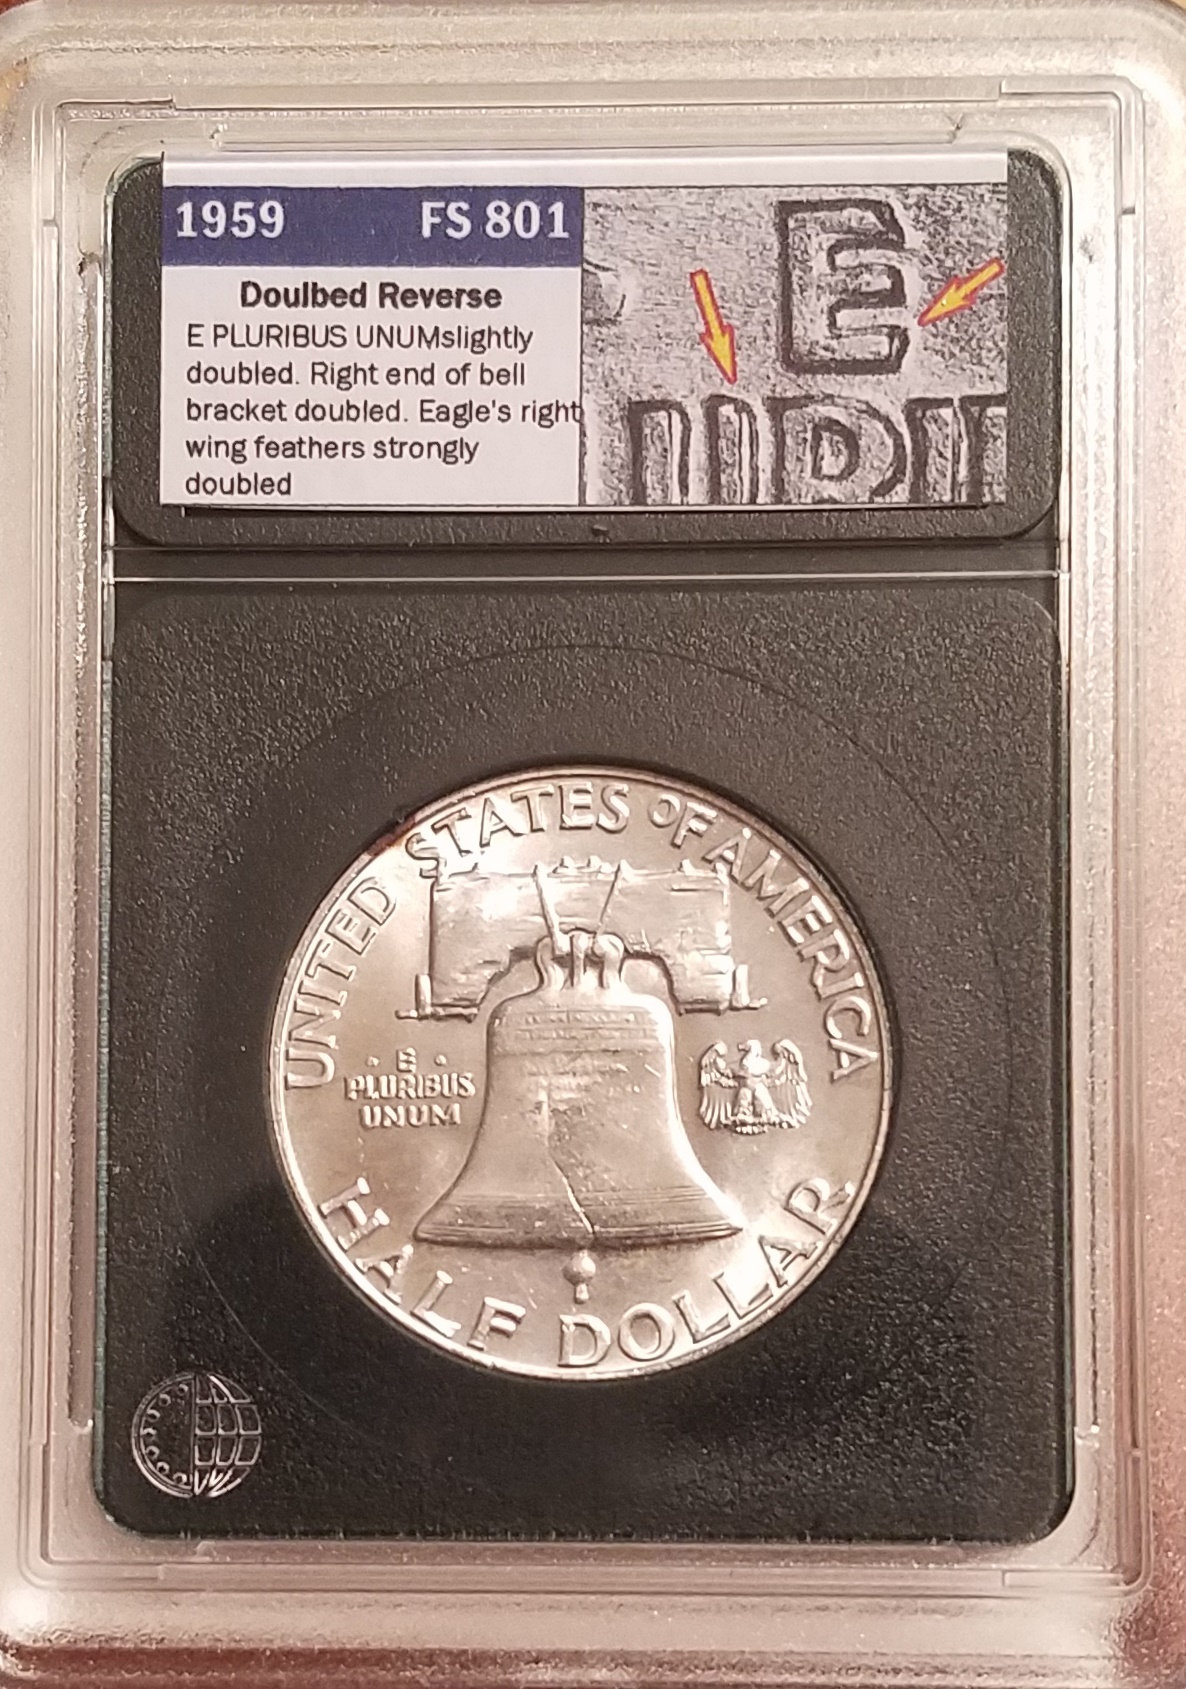 1959 FS 801
Doulbed Reverse
E PLURIBUS UNUMslightly
doubled. Right end of bell
bracket doubled. Eagle's right
wing feathers strongly
doubled
E
URI
UNITED STATES OF AMERICA
· E ·
PLURIBUS
UNUM
HALF DOLLAR